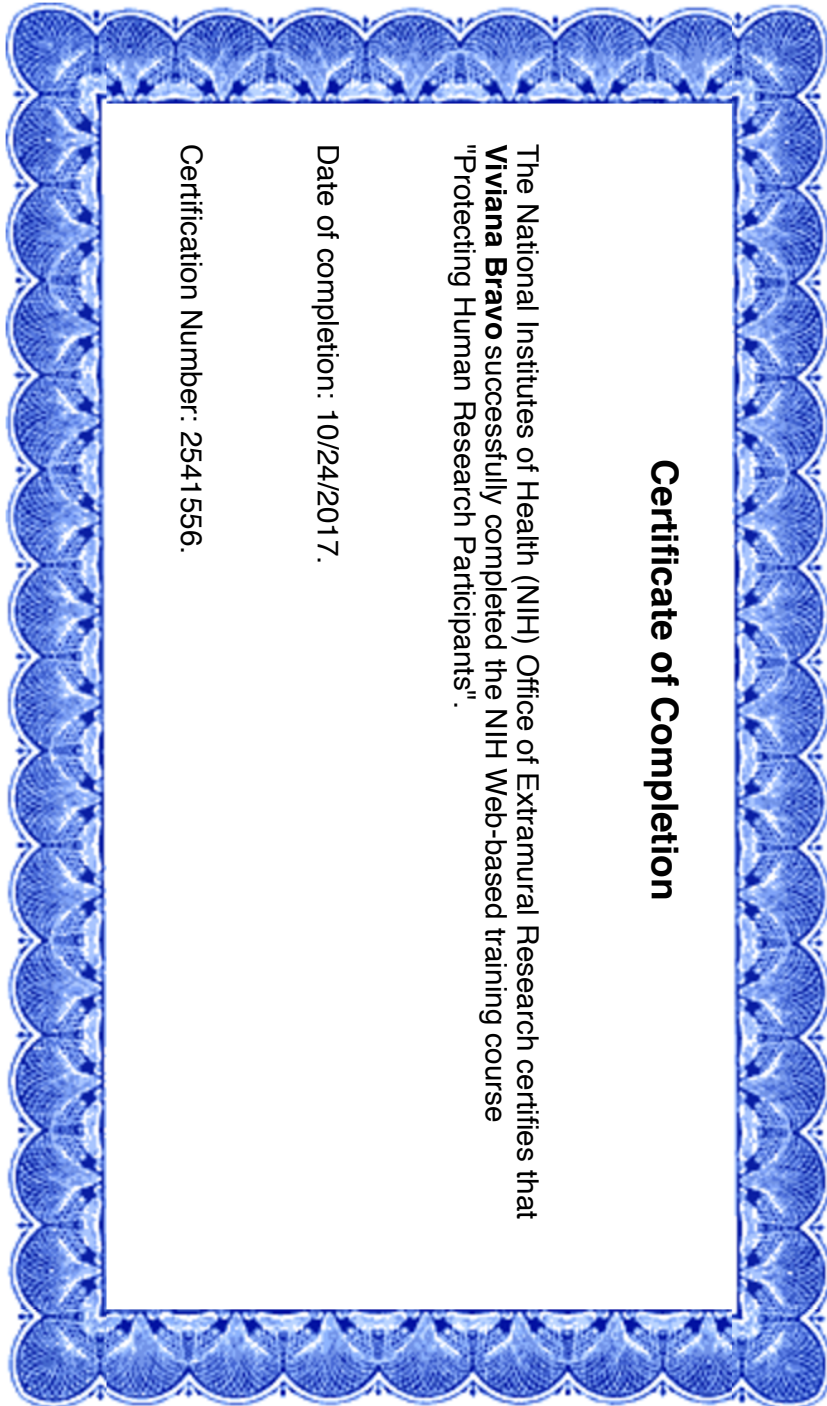 Certificate of Completion
The National Institutes of Health (NIH) Office of Extramural Research certifies that
Viviana Bravo successfully completed the NIH Web-based training course
"Protecting Human Research Participants".
Date of completion: 10/24/2017.
Certification Number: 2541556.